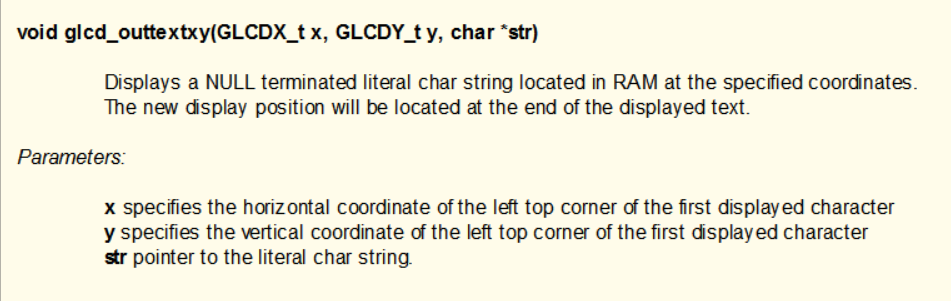 void glcd_outtextxy(GLCDX_t x, GLCDY_t y, char *str)
Displays a NULL terminated literal char string located in RAM at the specified coordinates.
The new display position will be located at the end of the displayed text.
Parameters:
x specifies the horizontal coordinate of the left top corner of the first displayed character
y specifies the vertical coordinate of the left top corner of the first displayed character
str pointer to the literal char string.